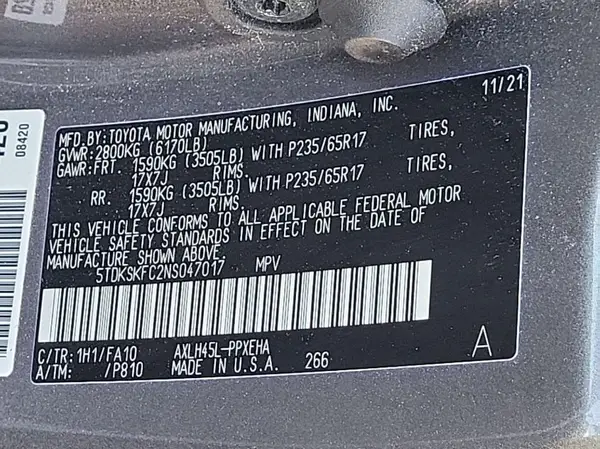 11/21
MFD.BY:TOYOTA MOTOR MANUFACTURING, INDIANA, INC.
GVWR:2800KG (6170LB)
GAWR:FRT. 1590KG (3505LB) WITH P235/65R17 TIRES,
17X7J RIMS.
RR. 1590KG (3505LB) WITH P235/65R17 TIRES,
17X7J RIMS.
THIS VEHICLE CONFORMS TO ALL APPLICABLE FEDERAL MOTOR
VEHICLE SAFETY STANDARDS IN EFFECT ON THE DATE OF
MANUFACTURE SHOWN ABOVE.
5TDKSKFC2NS047017 MPV
C/TR: 1H1/FA10 AXLH45L-PPXEHA A
A/TM: /P810 MADE IN U.S.A. 266
08420